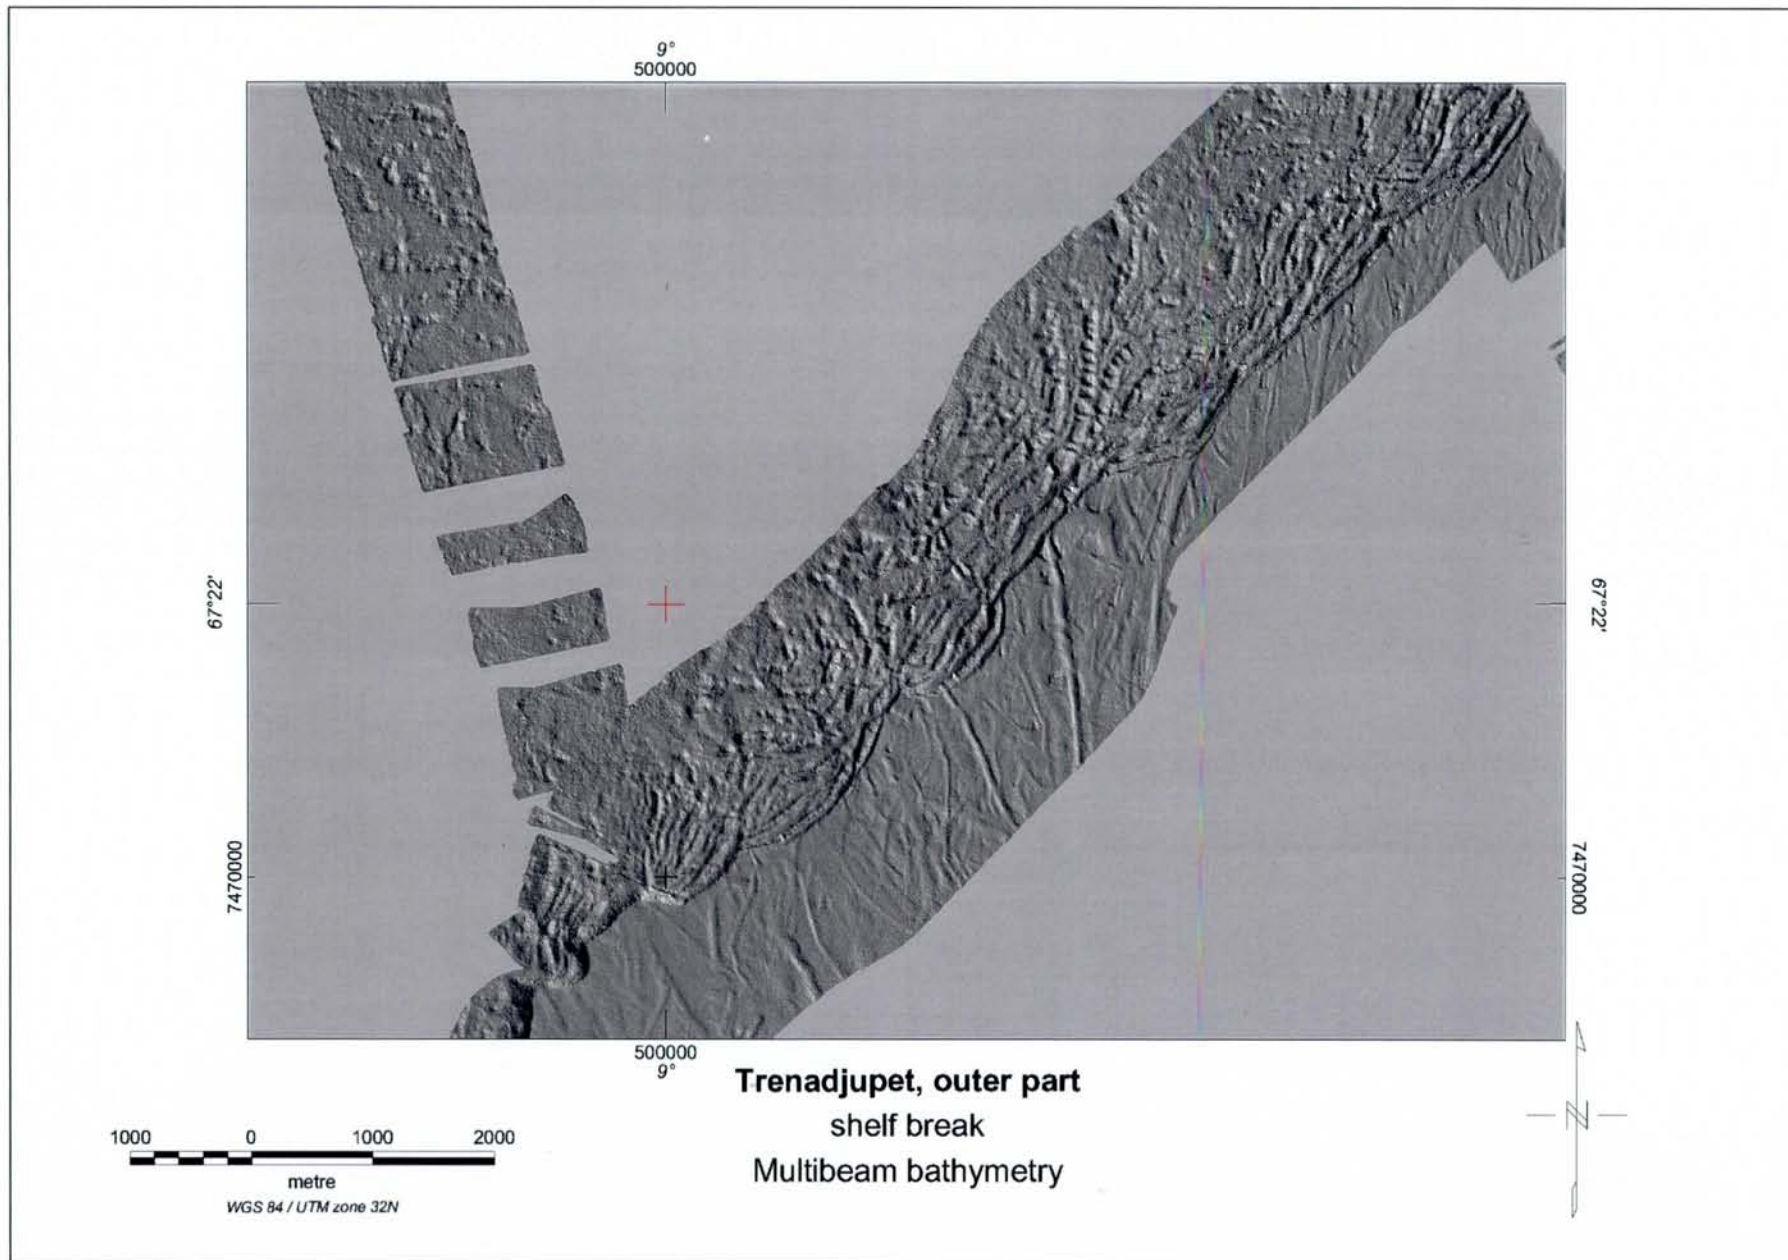 9°
500000
67°22'
67°22'
7470000
7470000
500000
9°
Trenadjupet, outer part
shelf break
Multibeam bathymetry
1000 0 1000 2000
metre
WGS 84 / UTM zone 32N
N